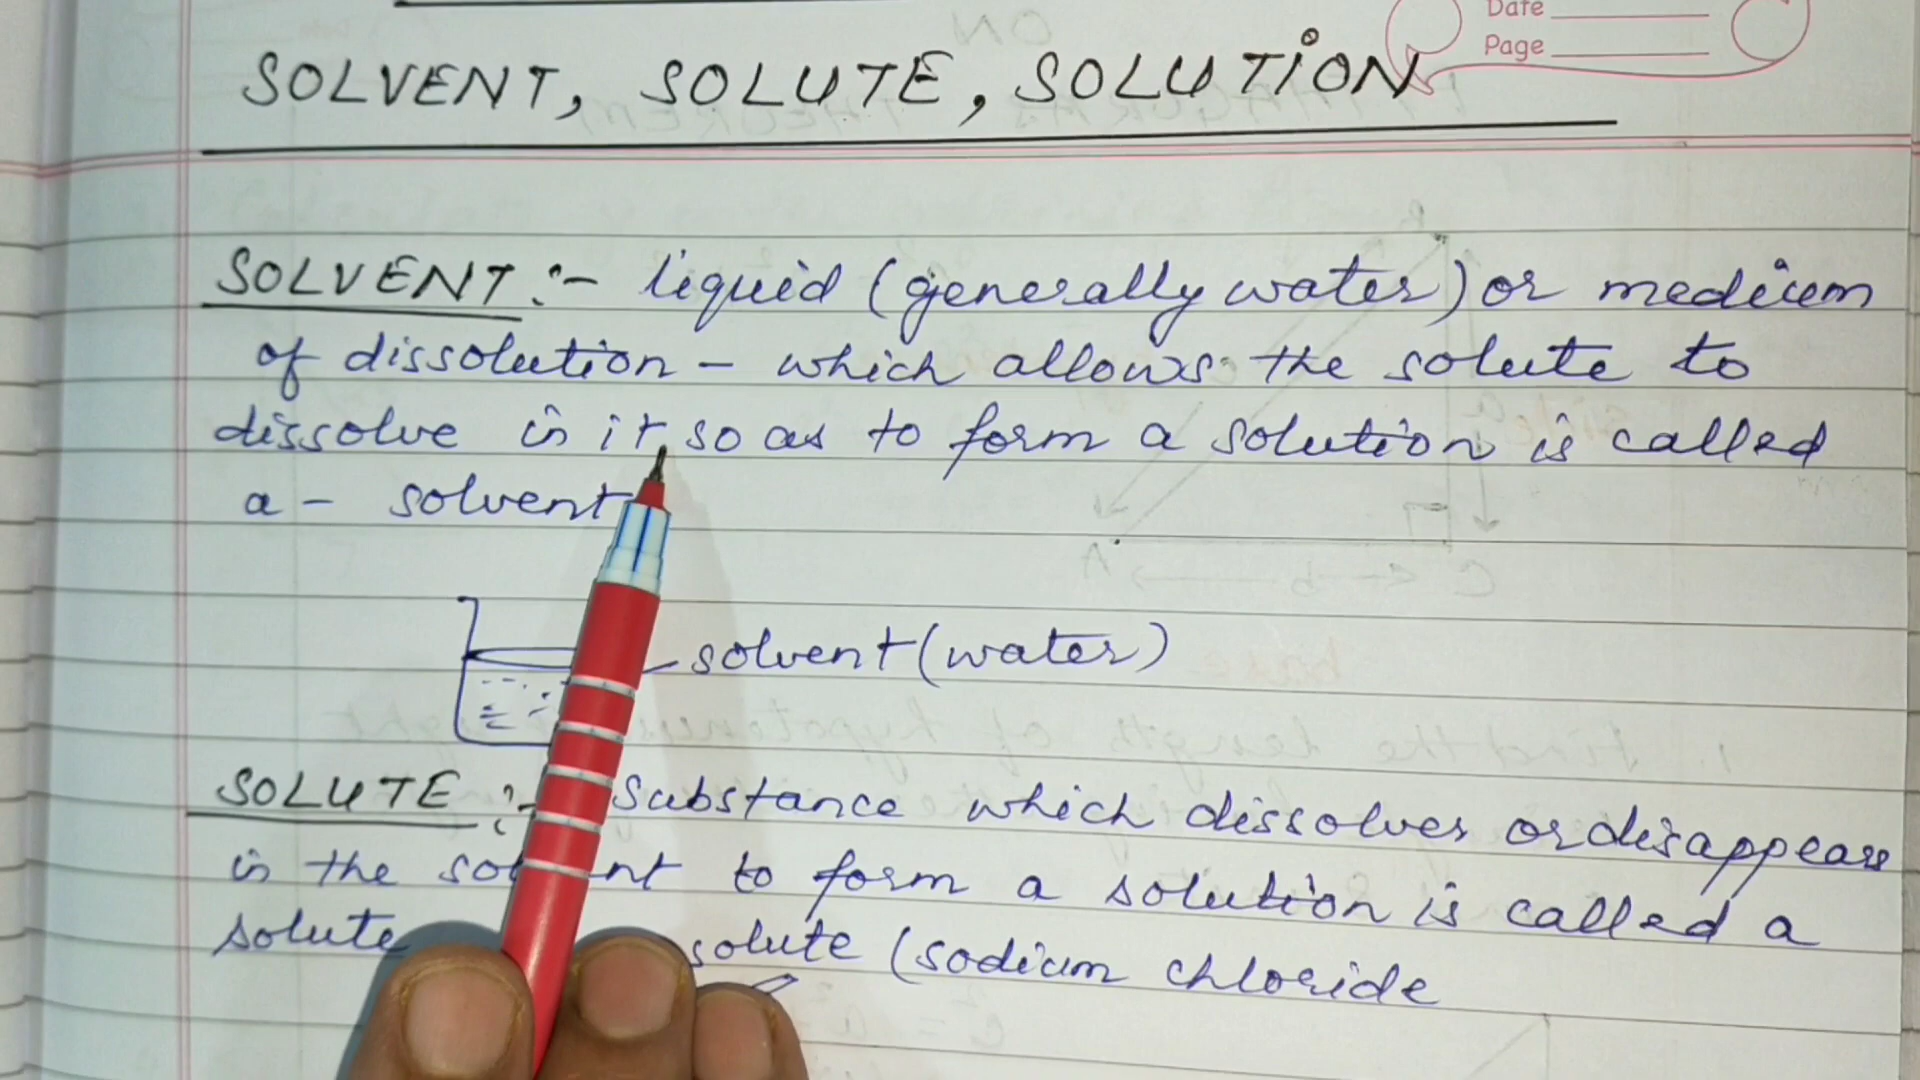 Date
Page
SOLVENT, SOLUTE, SOLUTION
SOLVENT :- liquid (generally water) or medium
of dissolution - which allows the solute to
dissolve in it so as to form a solution is called
a - solvent
solvent (water)
SOLUTE :- Substance which dissolves or disappears
in the to form a solution is called a
solute
solute (sodium chloride